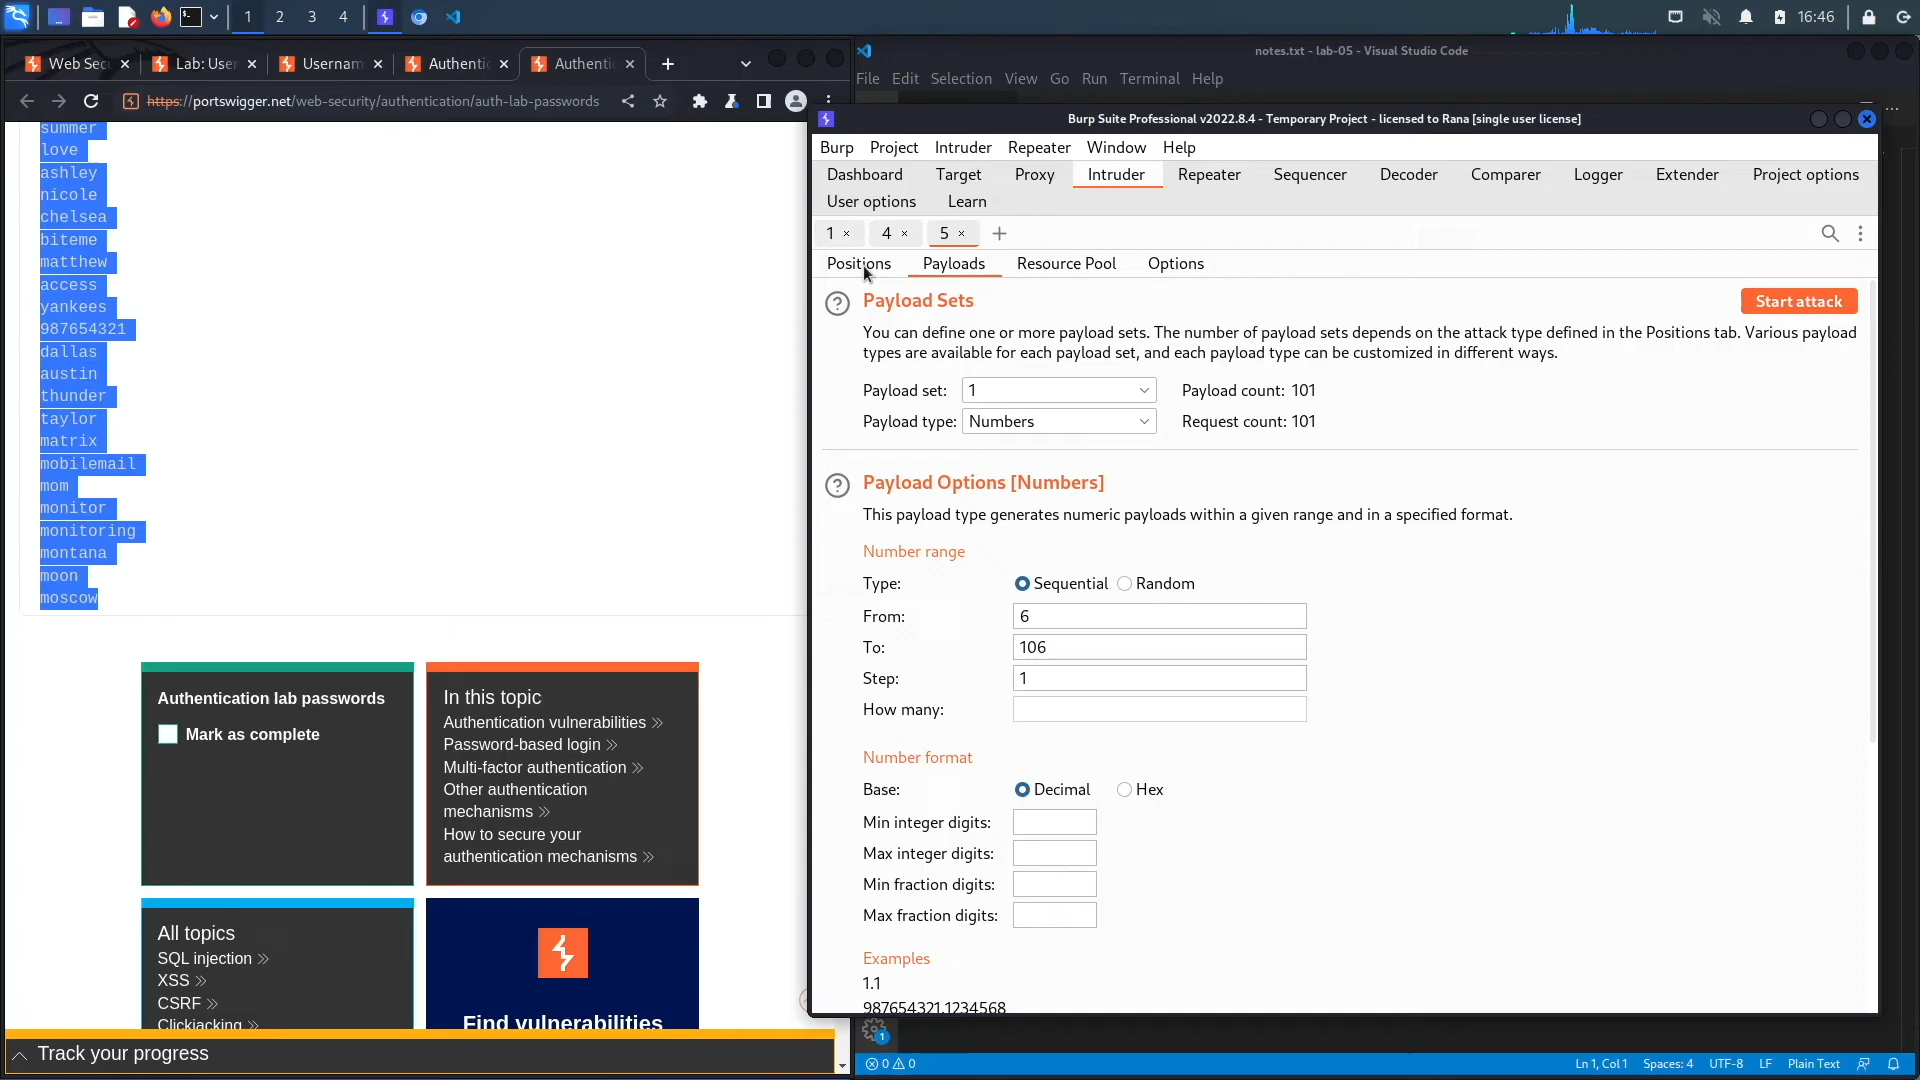 1
2
3
4
16:46
Web Sec
Lab: User
Usernam
Authentic
Authentic
https://portswigger.net/web-security/authentication/auth-lab-passwords
summer
love
ashley
nicole
chelsea
biteme
matthew
access
yankees
987654321
dallas
austin
thunder
taylor
matrix
mobilemail
mom
monitor
monitoring
montana
moon
moscow
Authentication lab passwords
Mark as complete
In this topic
Authentication vulnerabilities
Password-based login
Multi-factor authentication
Other authentication
mechanisms
How to secure your
authentication mechanisms
All topics
SQL injection
XSS
CSRF
Clickjacking
Find vulnerabilities
Track your progress
notes.txt - lab-05 - Visual Studio Code
File Edit Selection View Go Run Terminal Help
Burp Suite Professional v2022.8.4 - Temporary Project - licensed to Rana [single user license]
Burp Project Intruder Repeater Window Help
Dashboard Target Proxy Intruder Repeater Sequencer Decoder Comparer Logger Extender Project options
User options Learn
1 × 4 × 5 ×
Positions Payloads Resource Pool Options
Payload Sets
Start attack
You can define one or more payload sets. The number of payload sets depends on the attack type defined in the Positions tab. Various payload
types are available for each payload set, and each payload type can be customized in different ways.
Payload set: 1 Payload count: 101
Payload type: Numbers Request count: 101
Payload Options [Numbers]
This payload type generates numeric payloads within a given range and in a specified format.
Number range
Type: Sequential Random
From: 6
To: 106
Step: 1
How many:
Number format
Base: Decimal Hex
Min integer digits:
Max integer digits:
Min fraction digits:
Max fraction digits:
Examples
1.1
987654321.1234568
1
0 0
Ln 1, Col 1 Spaces: 4 UTF-8 LF Plain Text